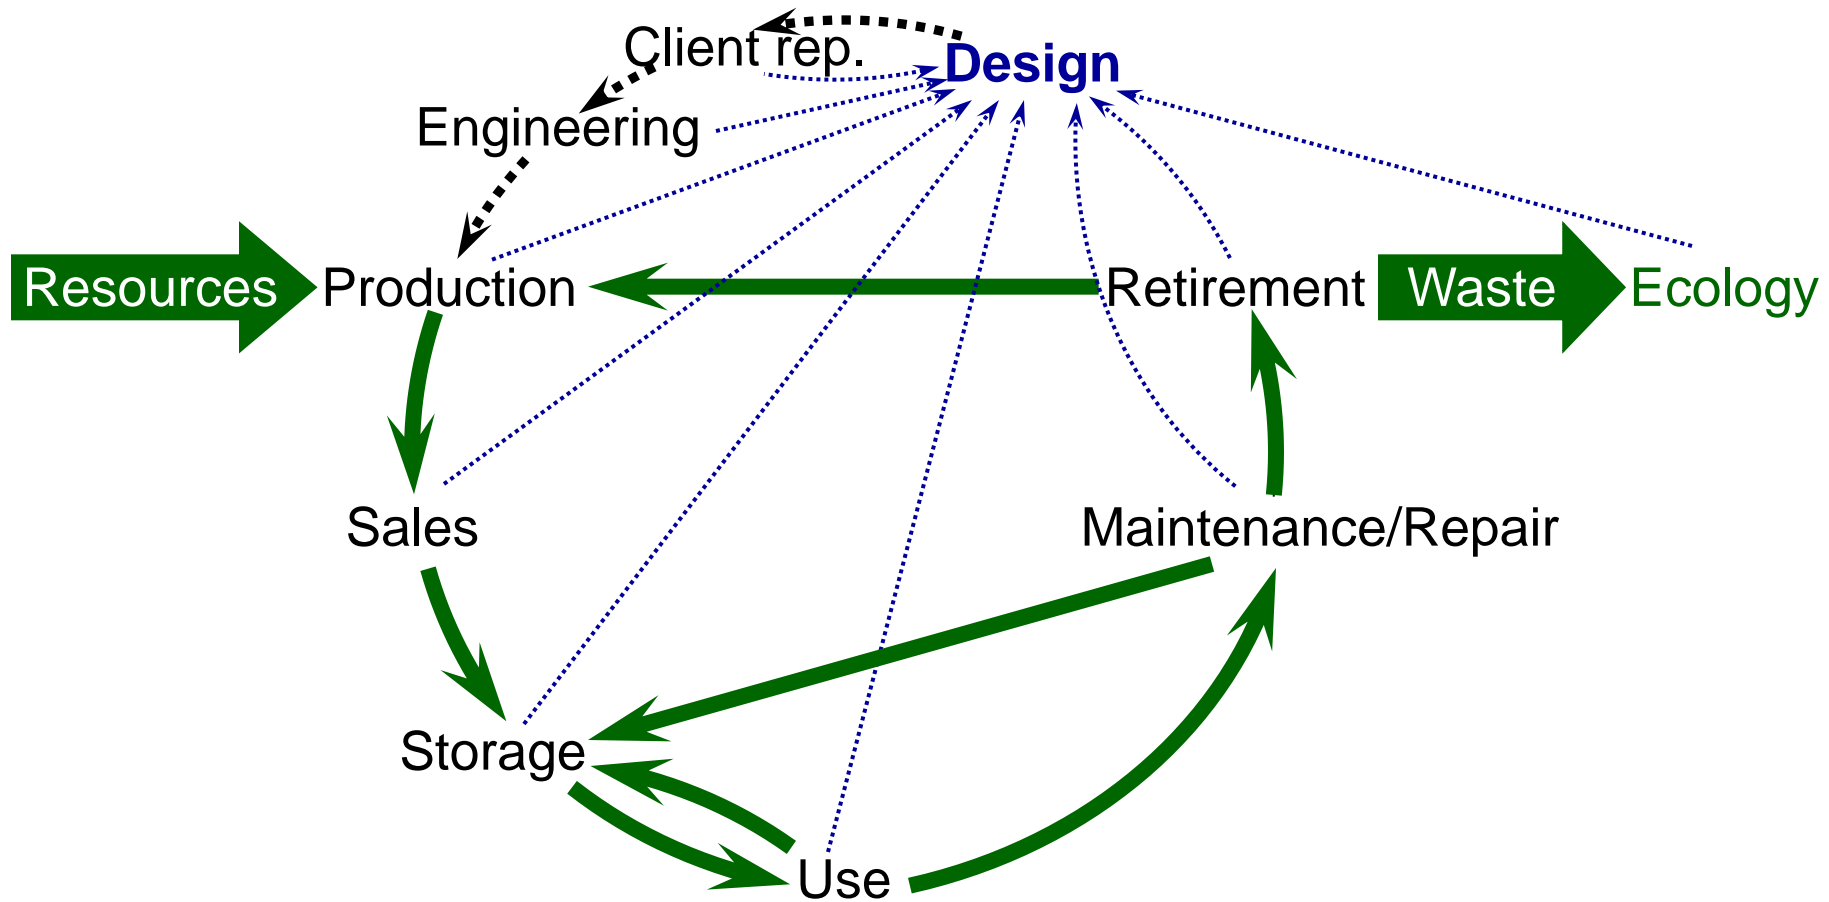 Client rep.
Design
Engineering
Resources
Production
Retirement
Waste
Ecology
Sales
Maintenance/Repair
Storage
Use